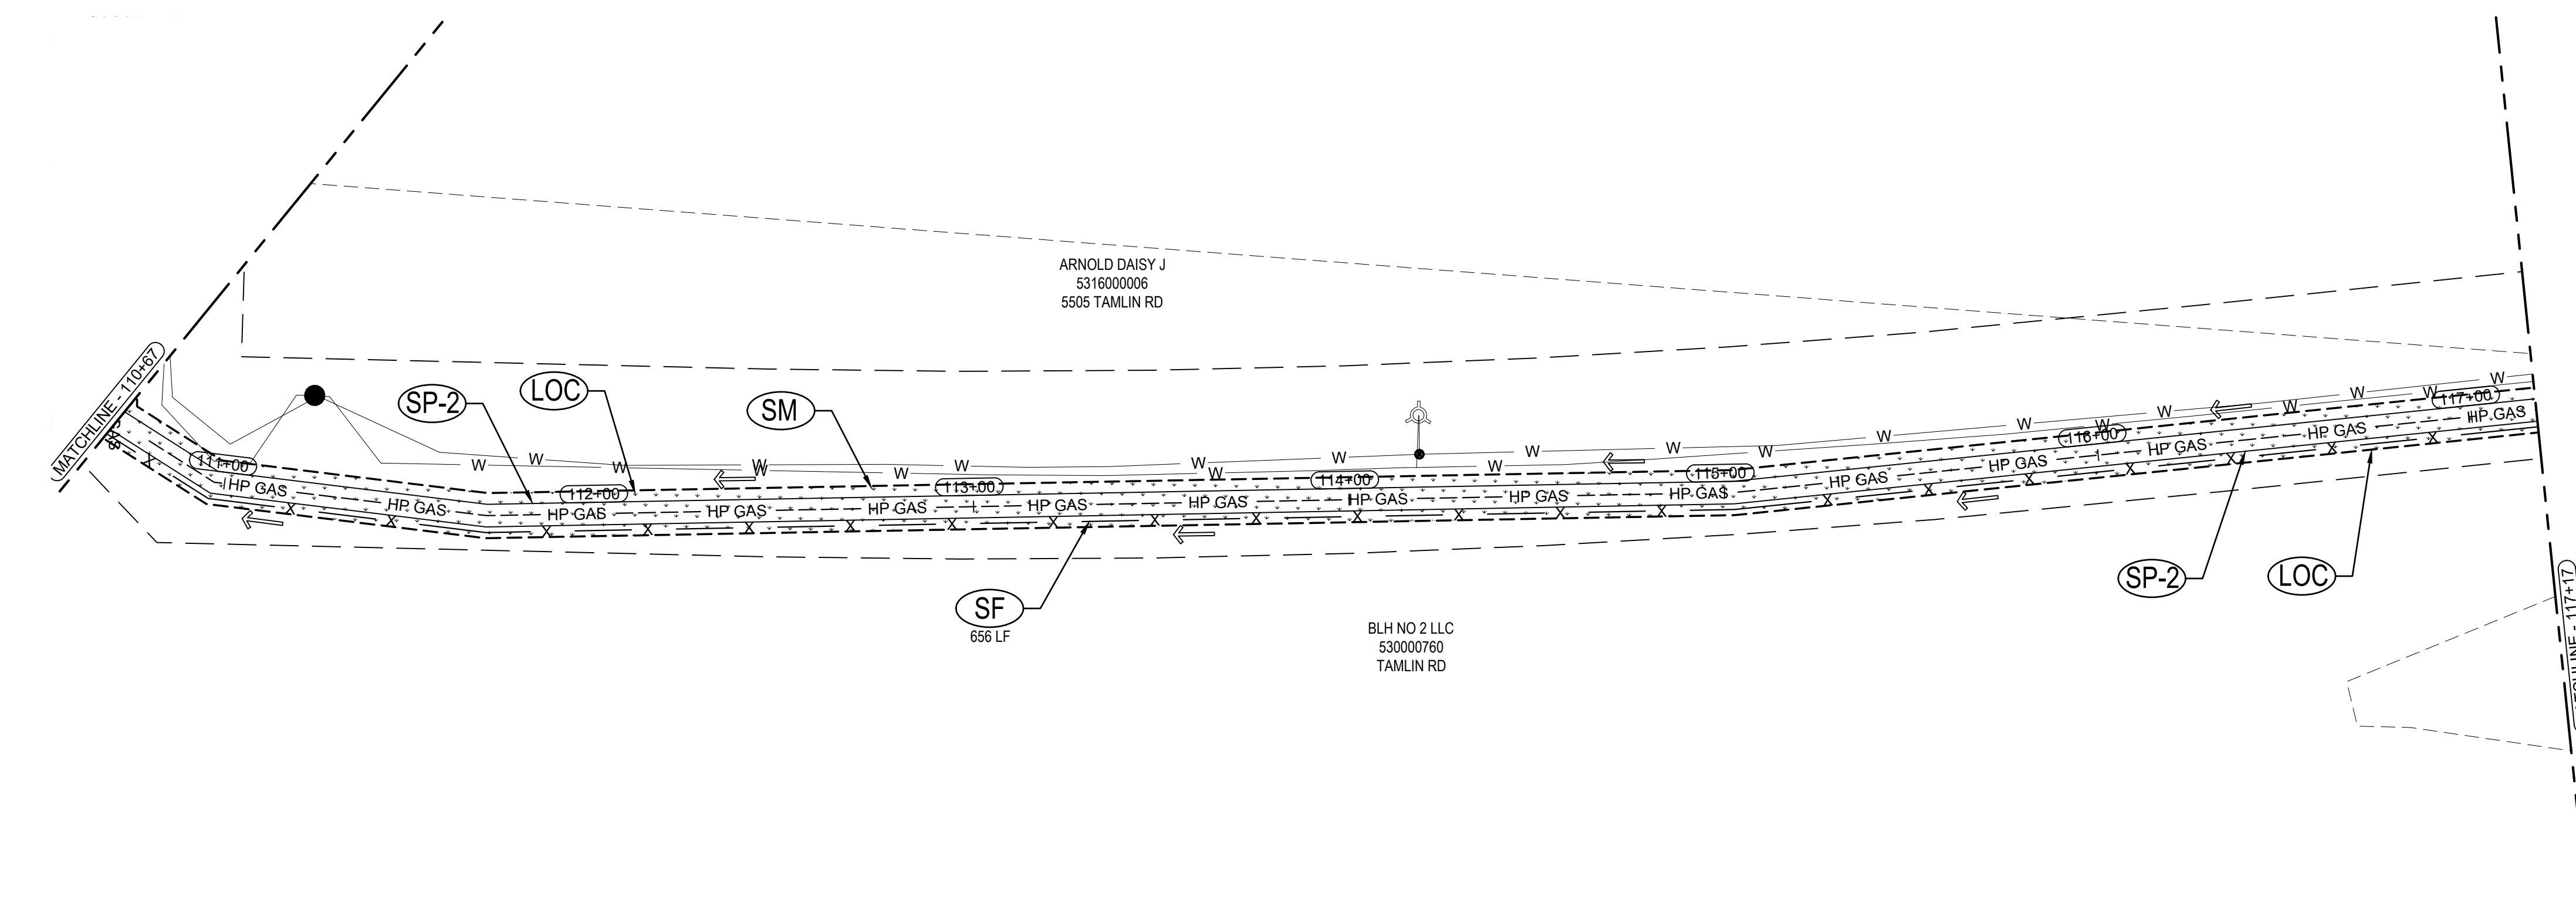 ARNOLD DAISY J
5316000006
5505 TAMLIN RD
MATCHLINE - 110+67
GAS
SP-2
LOC
SM
W W W W W W W W W W W W W W W W W W W W W W W W W W
111+00
112+00
113+00
114+00
115+00
116+00
117+00
HP GAS HP GAS HP GAS HP GAS HP GAS HP GAS HP GAS HP GAS HP GAS HP GAS HP GAS HP GAS HP GAS HP GAS HP GAS
X X X X X X X X X X X X X X X X X X X X X X
SF
656 LF
SP-2
LOC
BLH NO 2 LLC
530000760
TAMLIN RD
117+17